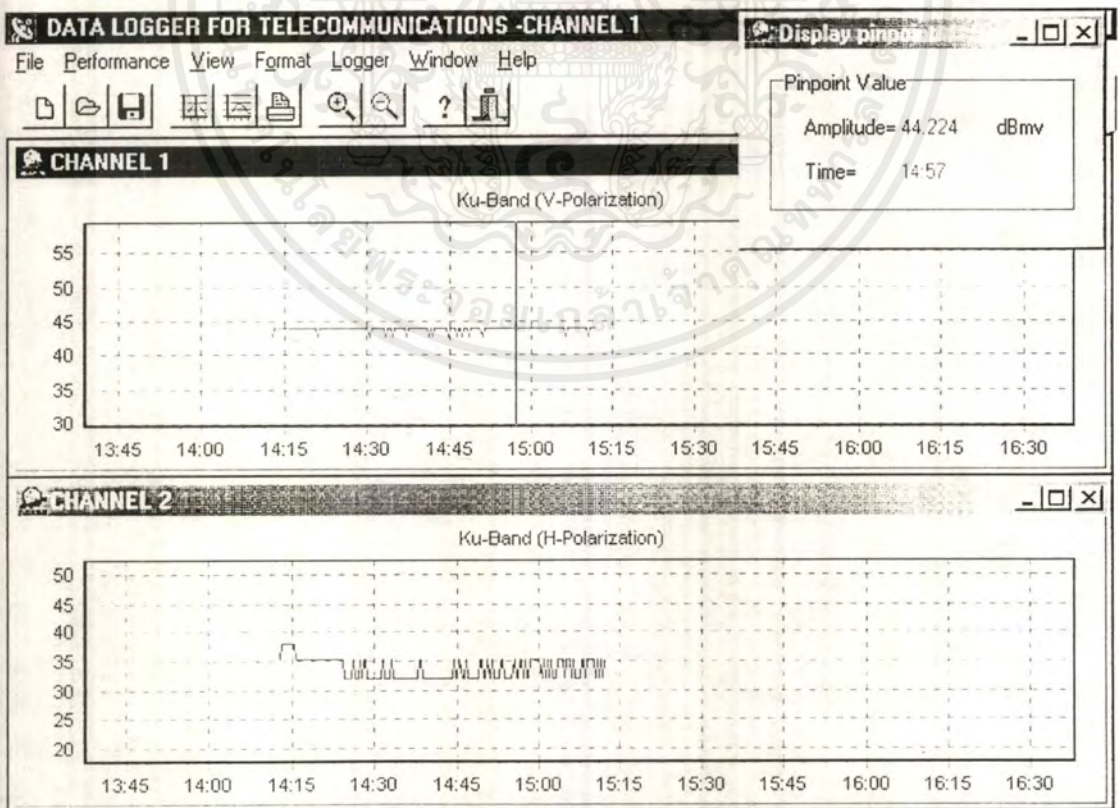 DATA LOGGER FOR TELECOMMUNICATIONS -CHANNEL 1
File Performance View Format Logger Window Help
?
Display
Pinpoint Value
Amplitude= 44.224 dBmv
Time= 14:57
CHANNEL 1
Ku-Band (V-Polarization)
55
50
45
40
35
30
13:45 14:00 14:15 14:30 14:45 15:00 15:15 15:30 15:45 16:00 16:15 16:30
CHANNEL 2
Ku-Band (H-Polarization)
50
45
40
35
30
25
20
13:45 14:00 14:15 14:30 14:45 15:00 15:15 15:30 15:45 16:00 16:15 16:30